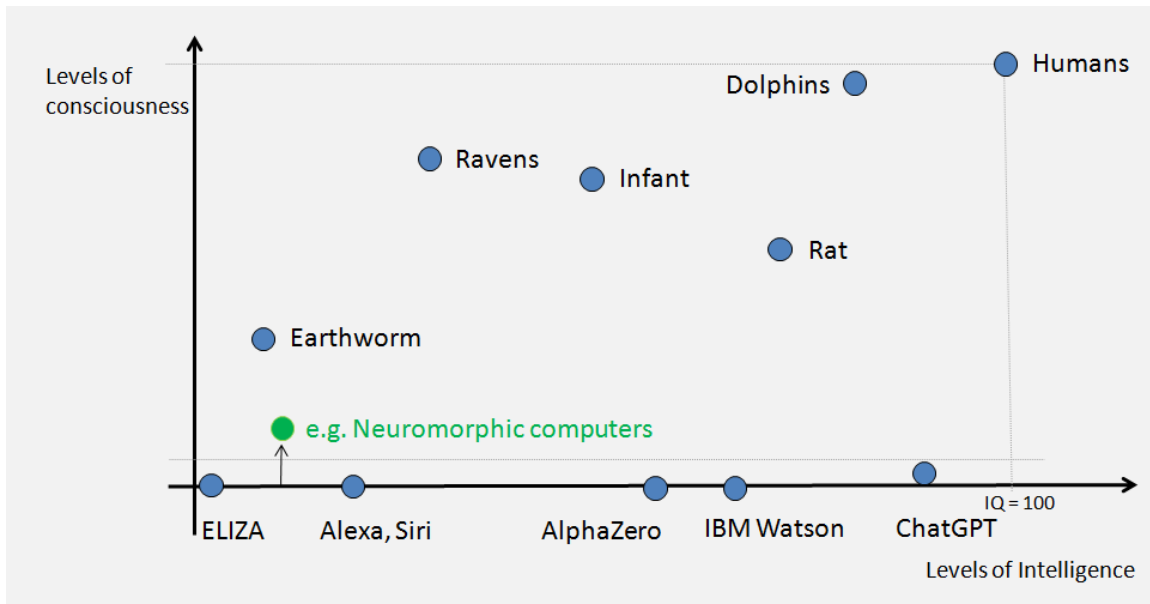 Levels of
consciousness
Humans
Dolphins
Ravens
Infant
Rat
Earthworm
e.g. Neuromorphic computers
IQ = 100
ELIZA
Alexa, Siri
AlphaZero
IBM Watson
ChatGPT
Levels of Intelligence